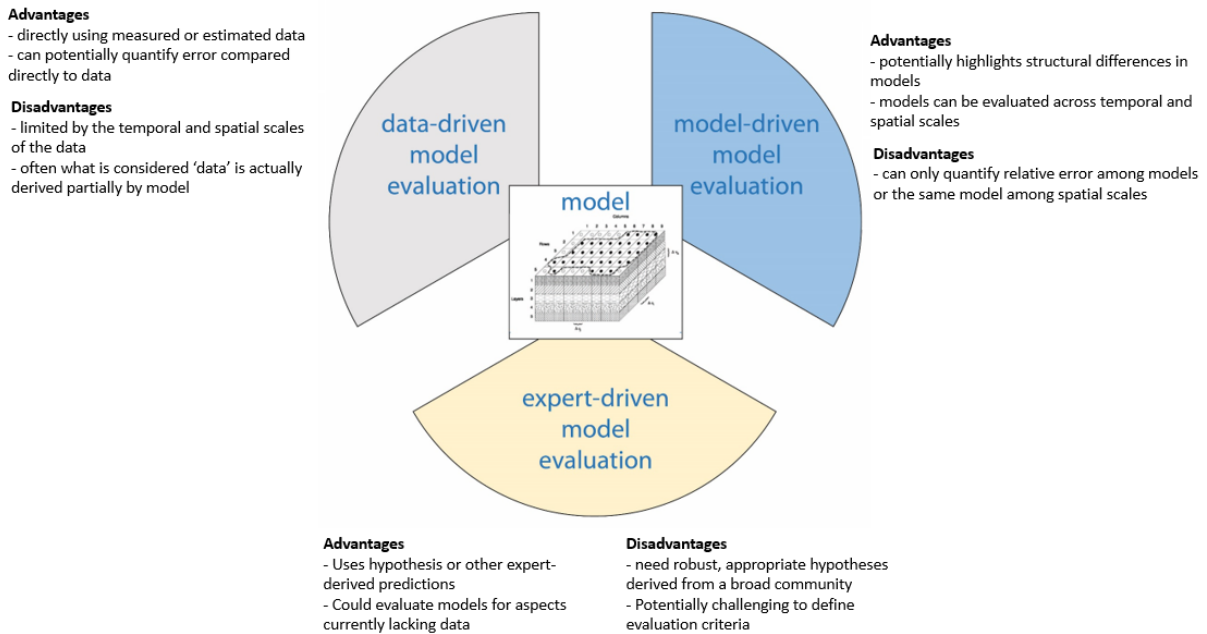 Advantages
- directly using measured or estimated data
- can potentially quantify error compared
directly to data
Disadvantages
- limited by the temporal and spatial scales
of the data
- often what is considered ‘data’ is actually
derived partially by model
data-driven
model
evaluation
model-driven
model
evaluation
Advantages
- potentially highlights structural differences in
models
- models can be evaluated across temporal and
spatial scales
Disadvantages
- can only quantify relative error among models
or the same model among spatial scales
model
Columns
Rows
Layers
expert-driven
model
evaluation
Advantages
- Uses hypothesis or other expert-
derived predictions
- Could evaluate models for aspects
currently lacking data
Disadvantages
- need robust, appropriate hypotheses
derived from a broad community
- Potentially challenging to define
evaluation criteria